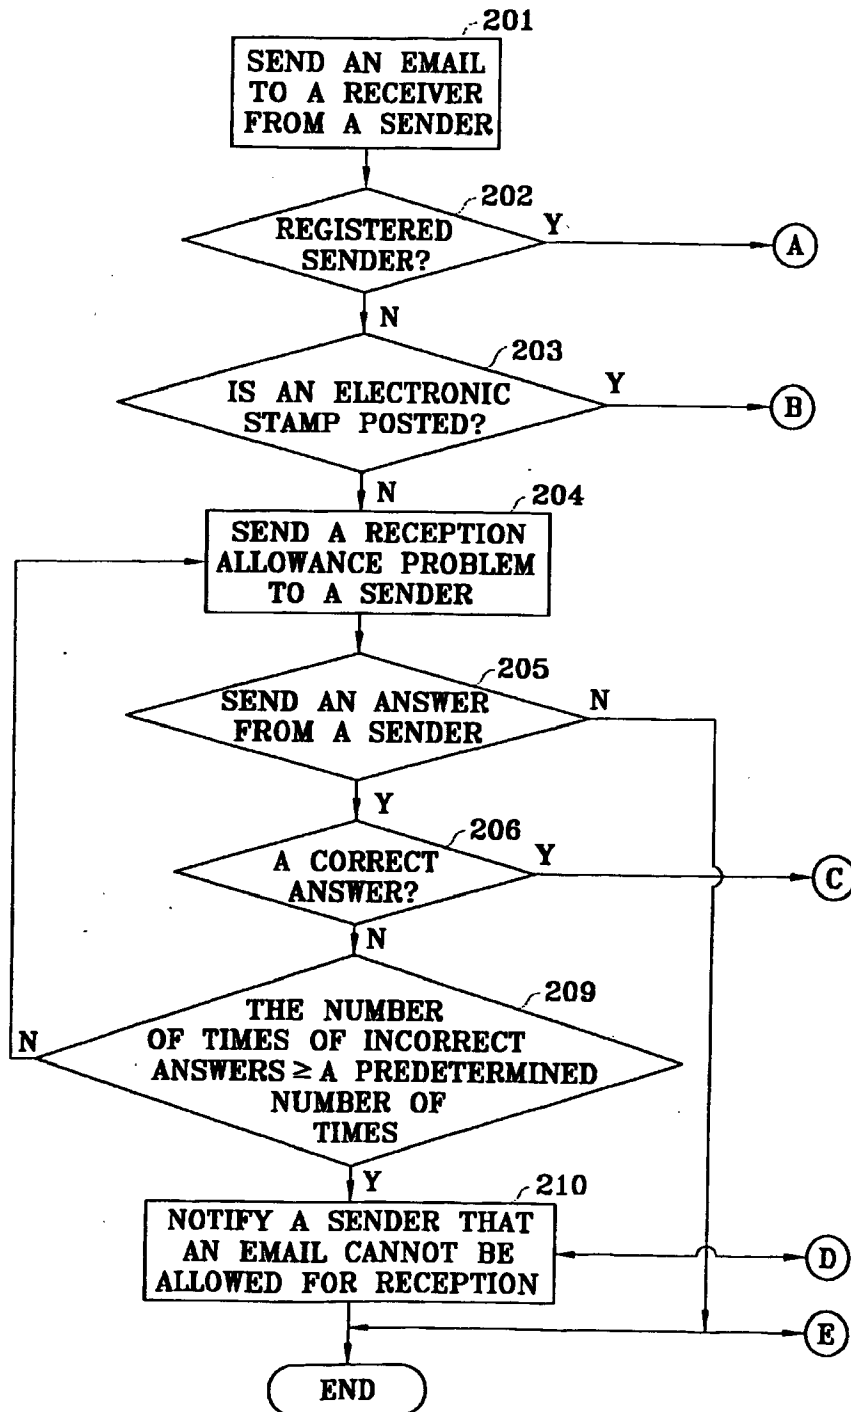 201
SEND AN EMAIL
TO A RECEIVER
FROM A SENDER
202
REGISTERED
SENDER?
Y
A
N
203
IS AN ELECTRONIC
STAMP POSTED?
Y
B
N
204
SEND A RECEPTION
ALLOWANCE PROBLEM
TO A SENDER
205
SEND AN ANSWER
FROM A SENDER
N
Y
206
A CORRECT
ANSWER?
Y
C
N
209
THE NUMBER
OF TIMES OF INCORRECT
ANSWERS ≥ A PREDETERMINED
NUMBER OF
TIMES
N
Y
210
NOTIFY A SENDER THAT
AN EMAIL CANNOT BE
ALLOWED FOR RECEPTION
D
E
END